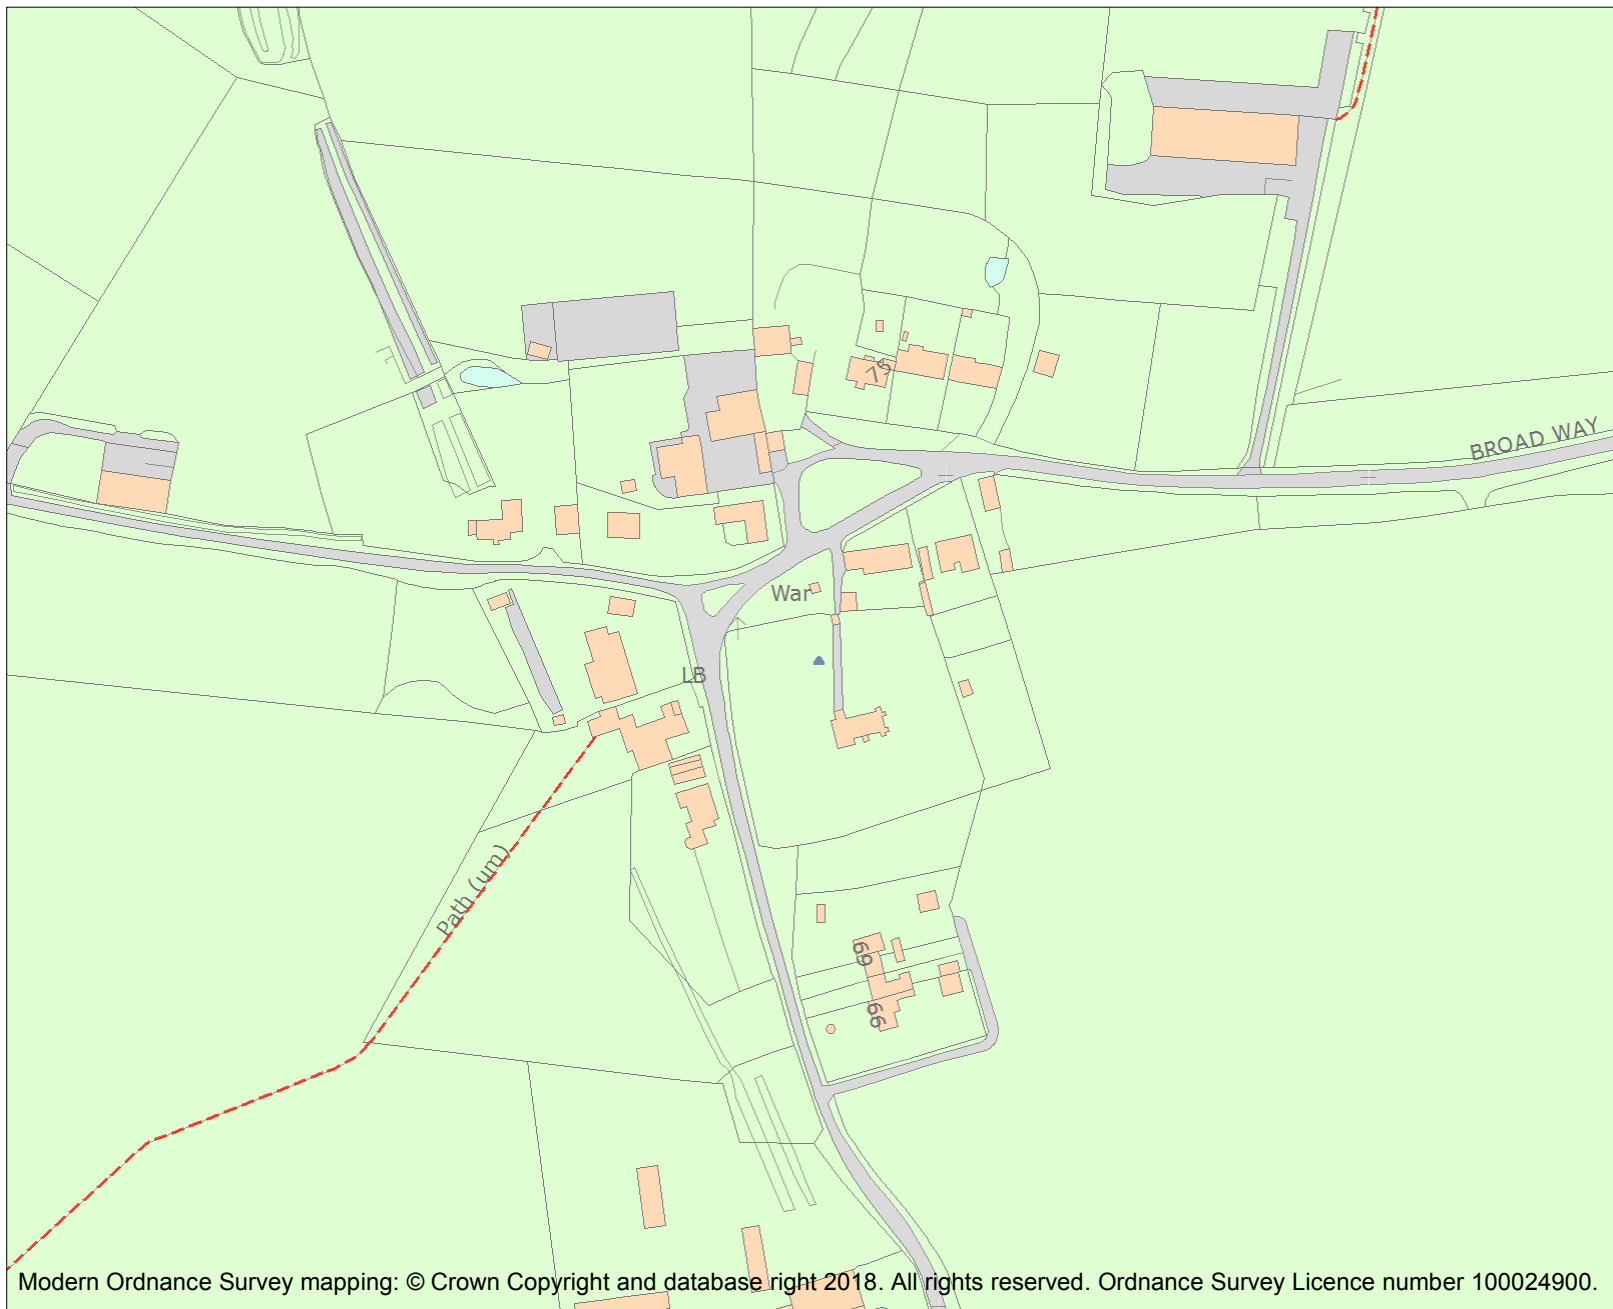 75
BROAD WAY
War
LB
Path (um)
69
66
Modern Ordnance Survey mapping: © Crown Copyright and database right 2018. All rights reserved. Ordnance Survey Licence number 100024900.